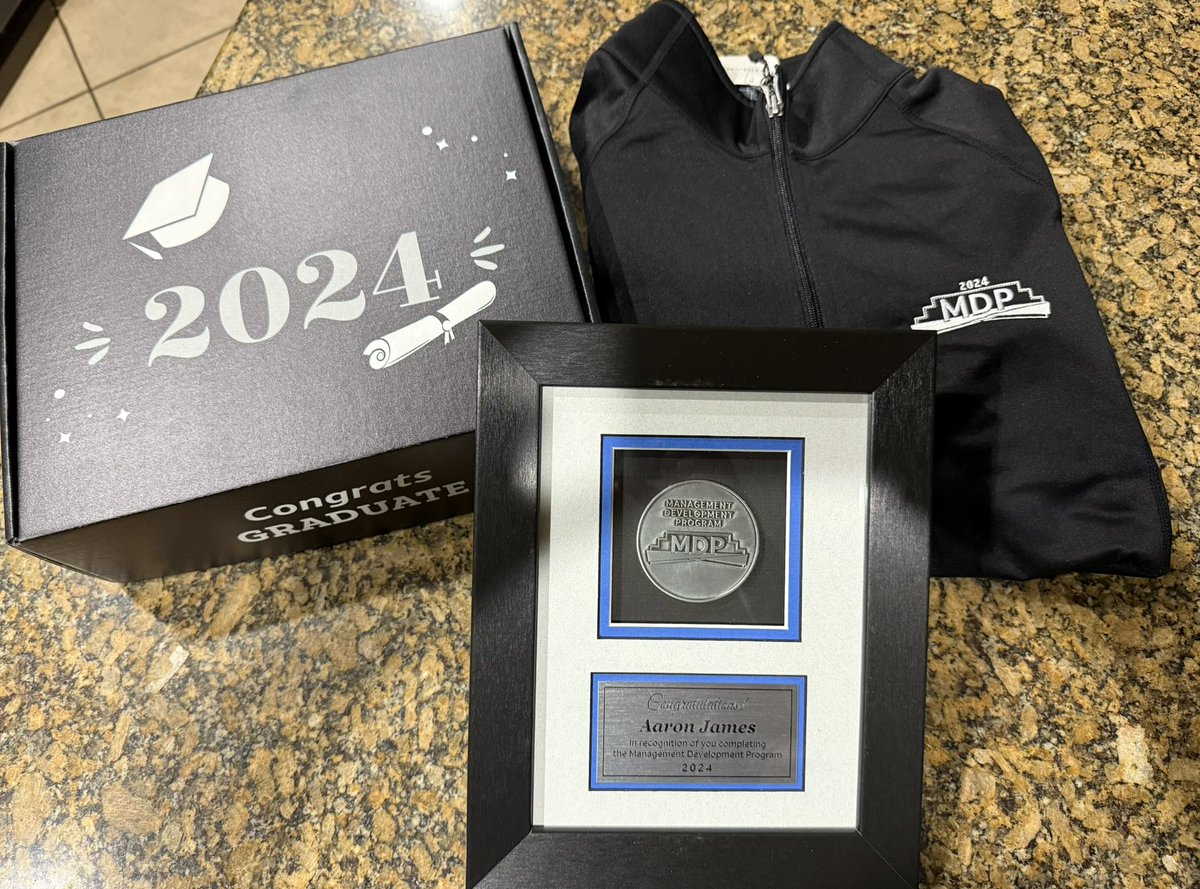 2024
Congrats
GRADUATE
2024
MDP
MANAGEMENT
DEVELOPMENT
PROGRAM
MDP
Congratulations!
Aaron James
In recognition of you completing
the Management Development Program
2024